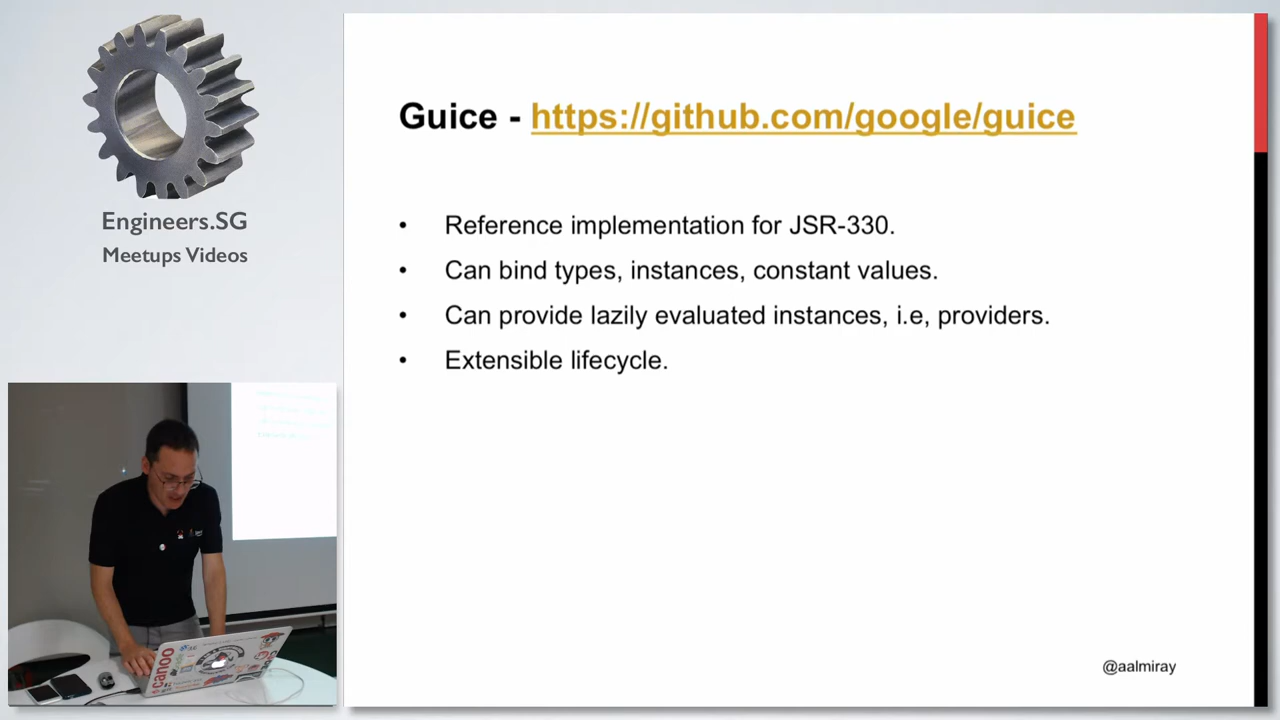 Engineers.SG
Meetups Videos
Guice - https://github.com/google/guice
• Reference implementation for JSR-330.
• Can bind types, instances, constant values.
• Can provide lazily evaluated instances, i.e, providers.
• Extensible lifecycle.
@aalmiray
canoo